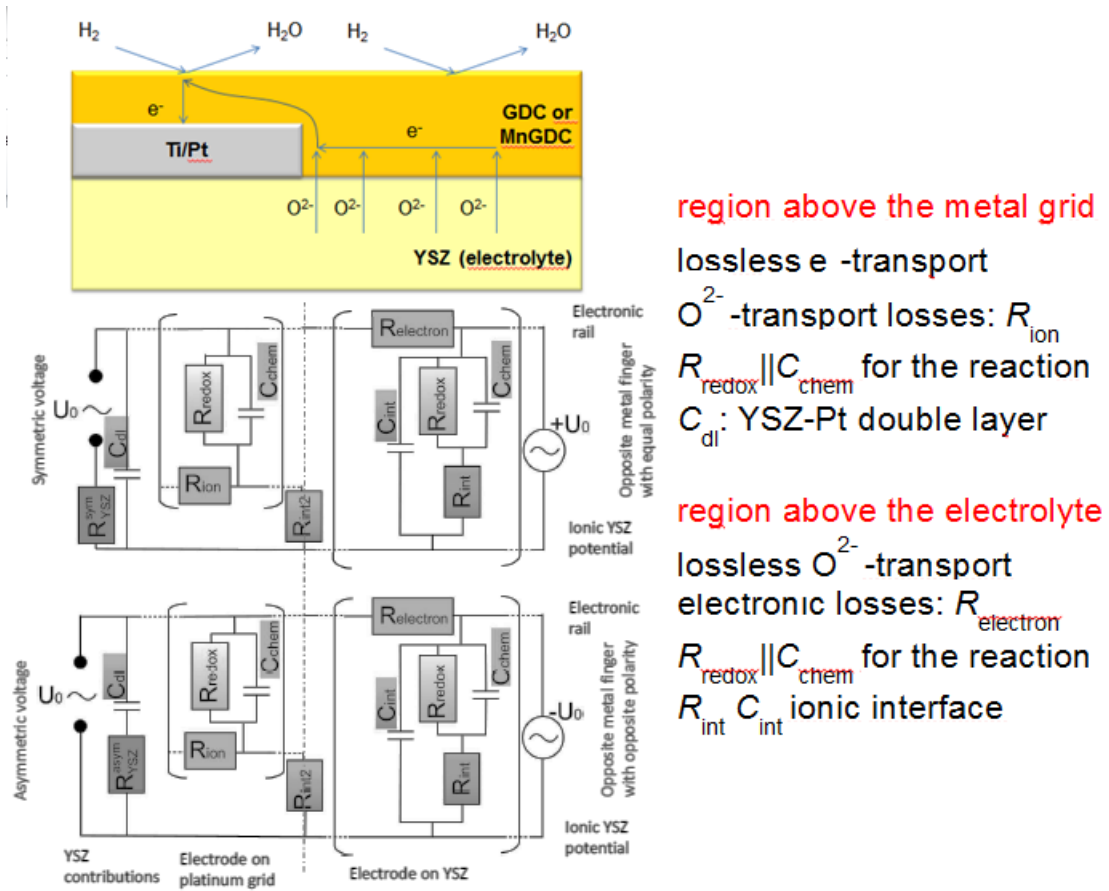 H2 H2O H2 H2O
e-
GDC or
MnGDC
e-
Ti/Pt
O2- O2- O2- O2-
YSZ (electrolyte)
region above the metal grid
lossless e -transport
O2- -transport losses: Rion
Rredox||Cchem for the reaction
Cdl: YSZ-Pt double layer
region above the electrolyte
lossless O2- -transport
electronic losses: Relectron
Rredox||Cchem for the reaction
Rint Cint ionic interface
Symmetric voltage
U0
Cdl
RYSZ sym
Rredox
Cchem
Rion
Rint2
Relectron
Cint
Rredox
Cchem
Rint
Electronic
rail
+U0
Opposite metal finger
with equal polarity
Ionic YSZ
potential
Asymmetric voltage
U0
Cdl
RYSZ asym
Rredox
Cchem
Rion
Rint2
Relectron
Cint
Rredox
Cchem
Rint
Electronic
rail
-U0
Opposite metal finger
with opposite polarity
Ionic YSZ
potential
YSZ
contributions
Electrode on
platinum grid
Electrode on YSZ